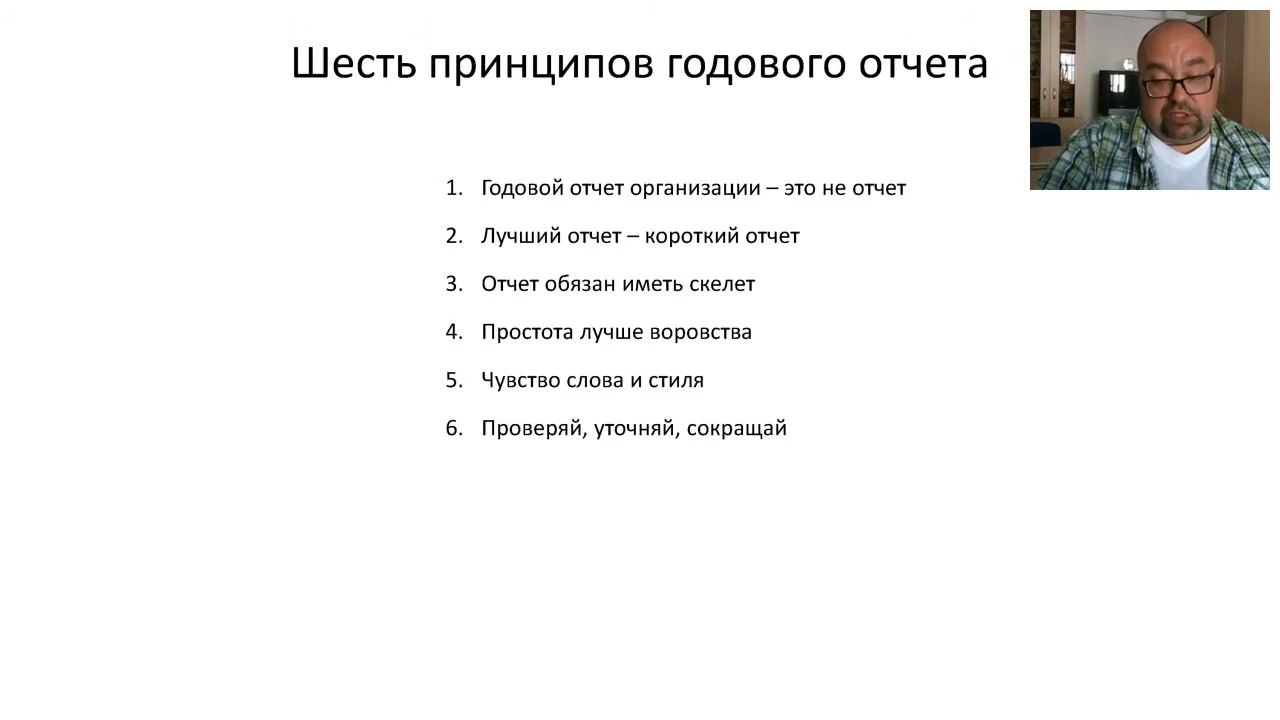 Шесть принципов годового отчета
1. Годовой отчет организации – это не отчет
2. Лучший отчет – короткий отчет
3. Отчет обязан иметь скелет
4. Простота лучше воровства
5. Чувство слова и стиля
6. Проверяй, уточняй, сокращай